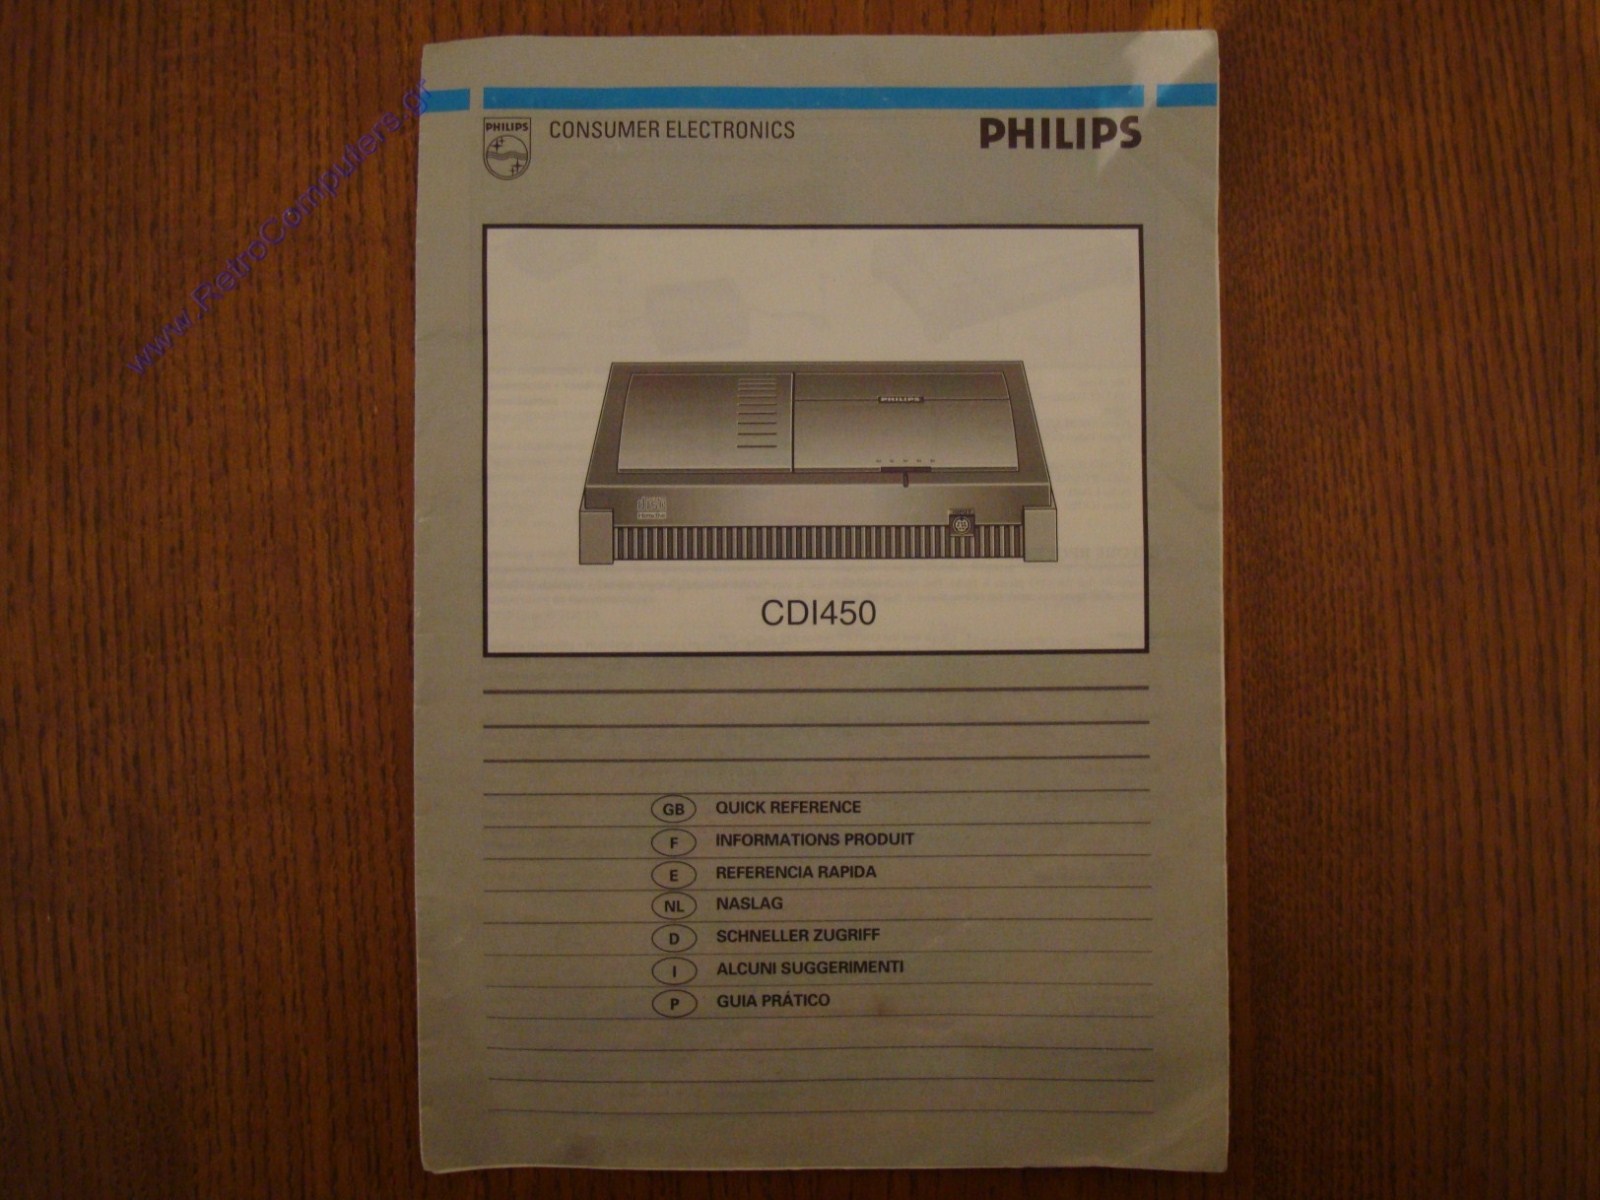 www.RetroComputers.gr
PHILIPS
CONSUMER ELECTRONICS
PHILIPS
PHILIPS
disc
CDI450
GB QUICK REFERENCE
F INFORMATIONS PRODUIT
E REFERENCIA RAPIDA
NL NASLAG
D SCHNELLER ZUGRIFF
I ALCUNI SUGGERIMENTI
P GUIA PRÁTICO